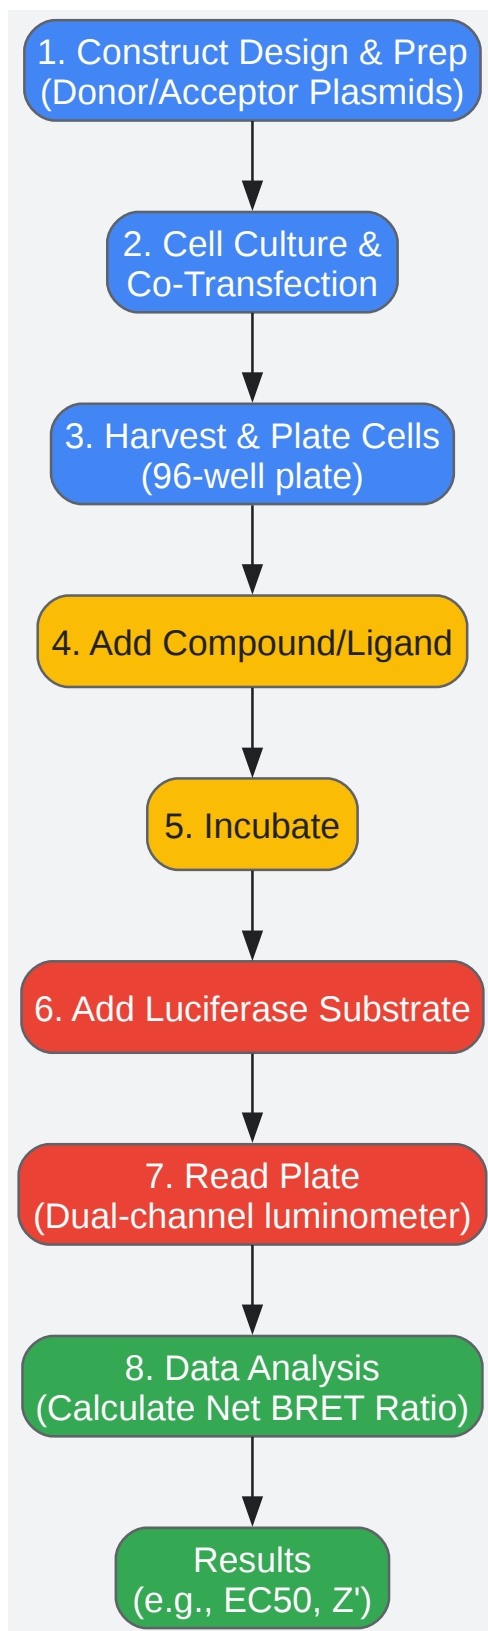 1. Construct Design & Prep
(Donor/Acceptor Plasmids)
2. Cell Culture &
Co-Transfection
3. Harvest & Plate Cells
(96-well plate)
4. Add Compound/Ligand
5. Incubate
6. Add Luciferase Substrate
7. Read Plate
(Dual-channel luminometer)
8. Data Analysis
(Calculate Net BRET Ratio)
Results
(e.g., EC50, Z')